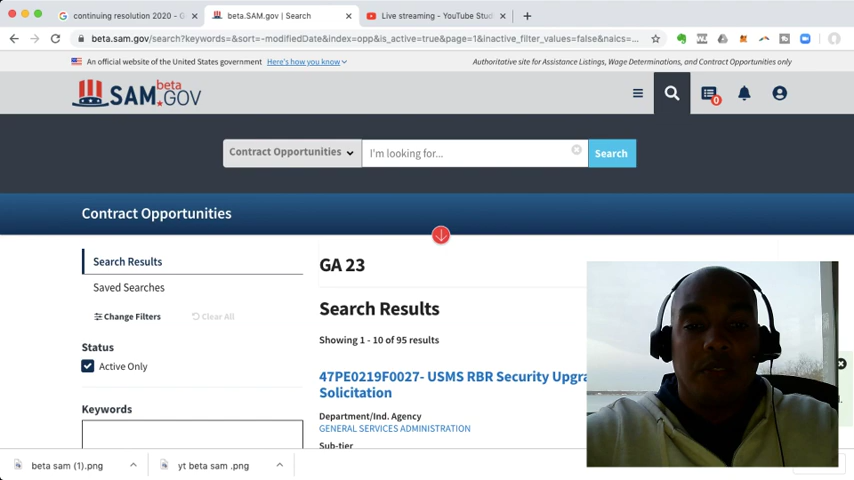 continuing resolution 2020 - G
beta.SAM.gov | Search
Live streaming - YouTube Stud
beta.sam.gov/search?keywords=&sort=-modifiedDate&index=opp&is_active=true&page=1&inactive_filter_values=false&naics=...
An official website of the United States government Here's how you know
Authoritative site for Assistance Listings, Wage Determinations, and Contract Opportunities only
beta
SAM.GOV
0
Contract Opportunities
I'm looking for...
Search
Contract Opportunities
Search Results
Saved Searches
Change Filters
Clear All
Status
Active Only
Keywords
GA 23
Search Results
Showing 1 - 10 of 95 results
47PE0219F0027- USMS RBR Security Upgra
Solicitation
Department/Ind. Agency
GENERAL SERVICES ADMINISTRATION
Sub-tier
beta sam (1).png
yt beta sam .png